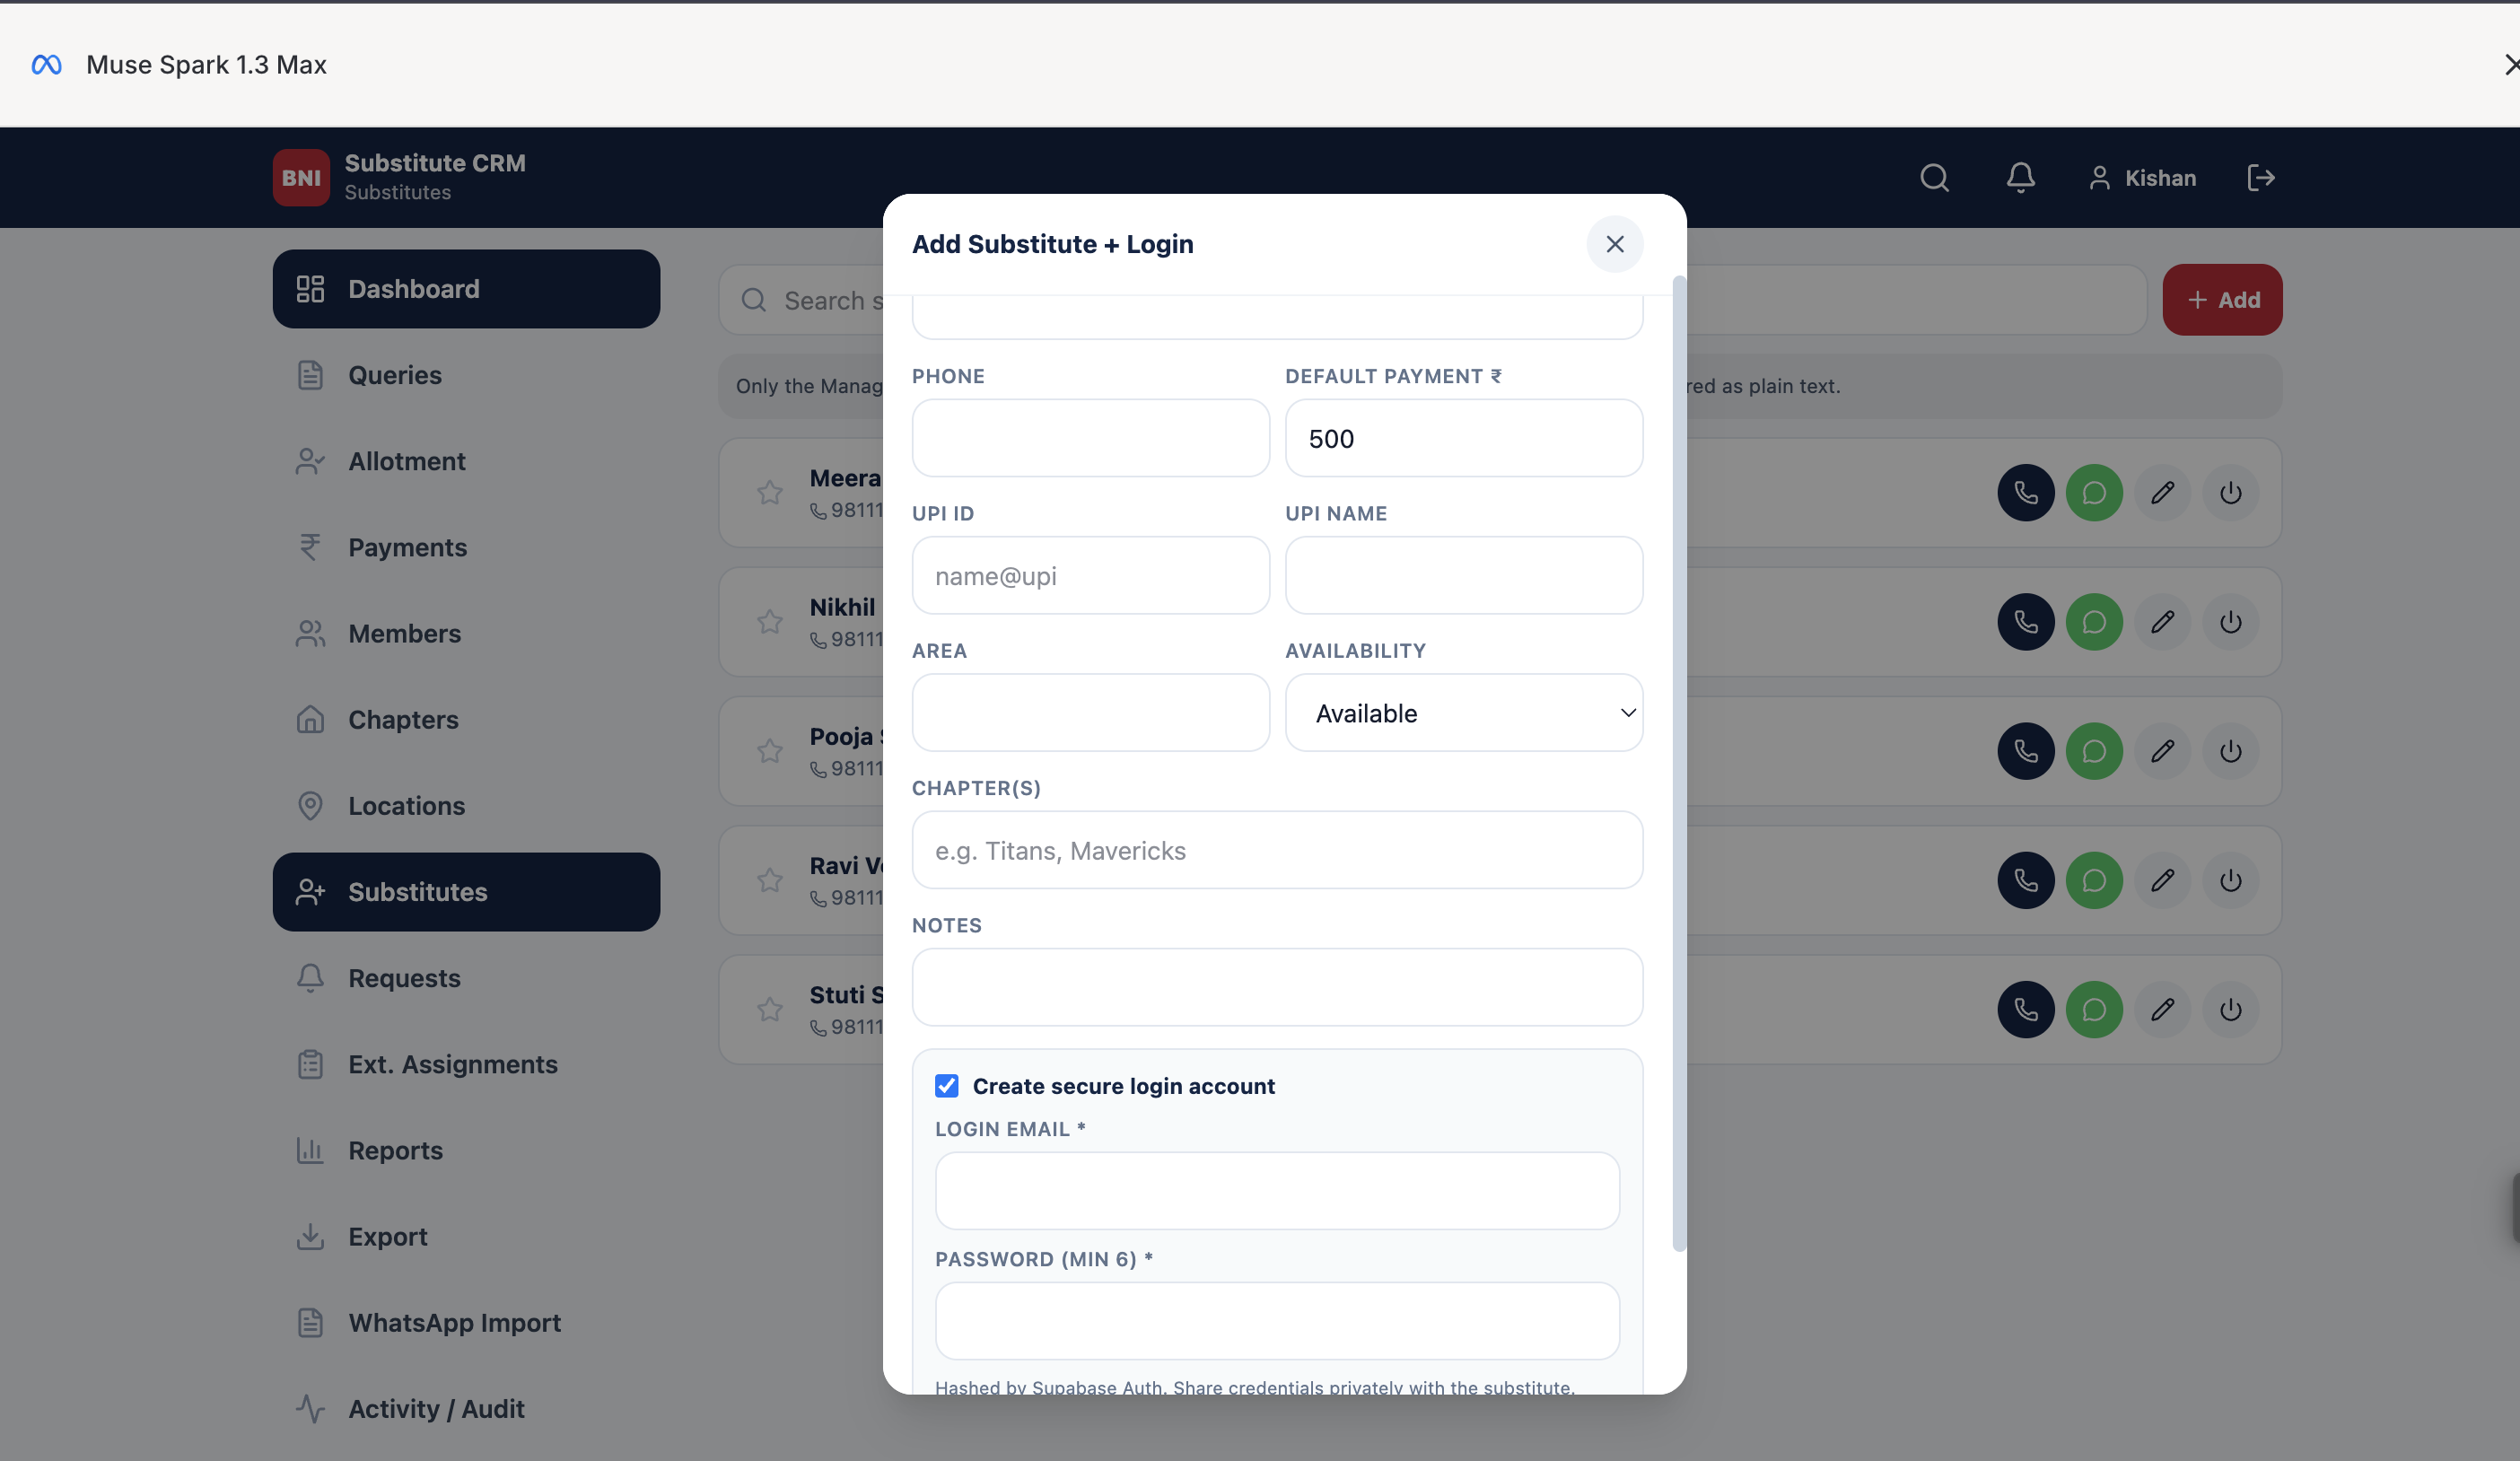 Muse Spark 1.3 Max
BNI
Substitute CRM
Substitutes
Kishan
Dashboard
Queries
Allotment
Payments
Members
Chapters
Locations
Substitutes
Requests
Ext. Assignments
Reports
Export
WhatsApp Import
Activity / Audit
Search s
+ Add
Only the Manag
red as plain text.
Meera
98111
Nikhil
98111
Pooja S
98111
Ravi Ve
98111
Stuti S
98111
Add Substitute + Login
PHONE
DEFAULT PAYMENT ₹
500
UPI ID
UPI NAME
name@upi
AREA
AVAILABILITY
Available
CHAPTER(S)
e.g. Titans, Mavericks
NOTES
Create secure login account
LOGIN EMAIL *
PASSWORD (MIN 6) *
Hashed by Supabase Auth. Share credentials privately with the substitute.